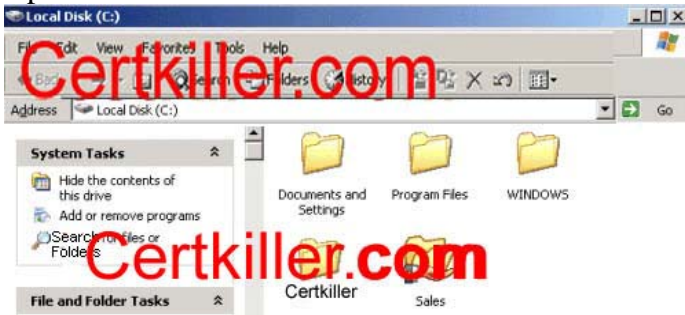 Local Disk (C:)
File Edit View Favorites Tools Help
Certkiller.com
Back Search Folders History
Address Local Disk (C:) Go
System Tasks
Hide the contents of
this drive
Add or remove programs
Search for files or
Folders
Documents and
Settings
Program Files
WINDOWS
Certkiller.com
Certkiller
Sales
File and Folder Tasks